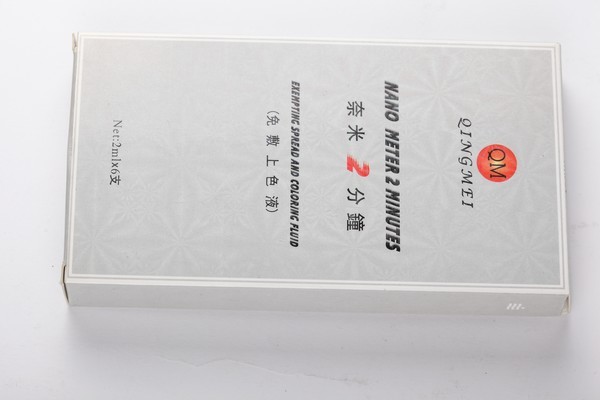 QM
QINGMEI
NANO METER 2 MINUTES
奈米2分鐘
EXEMPTING SPREAD AND COLORING FLUID
(免敷上色液)
Net:2mlx6支